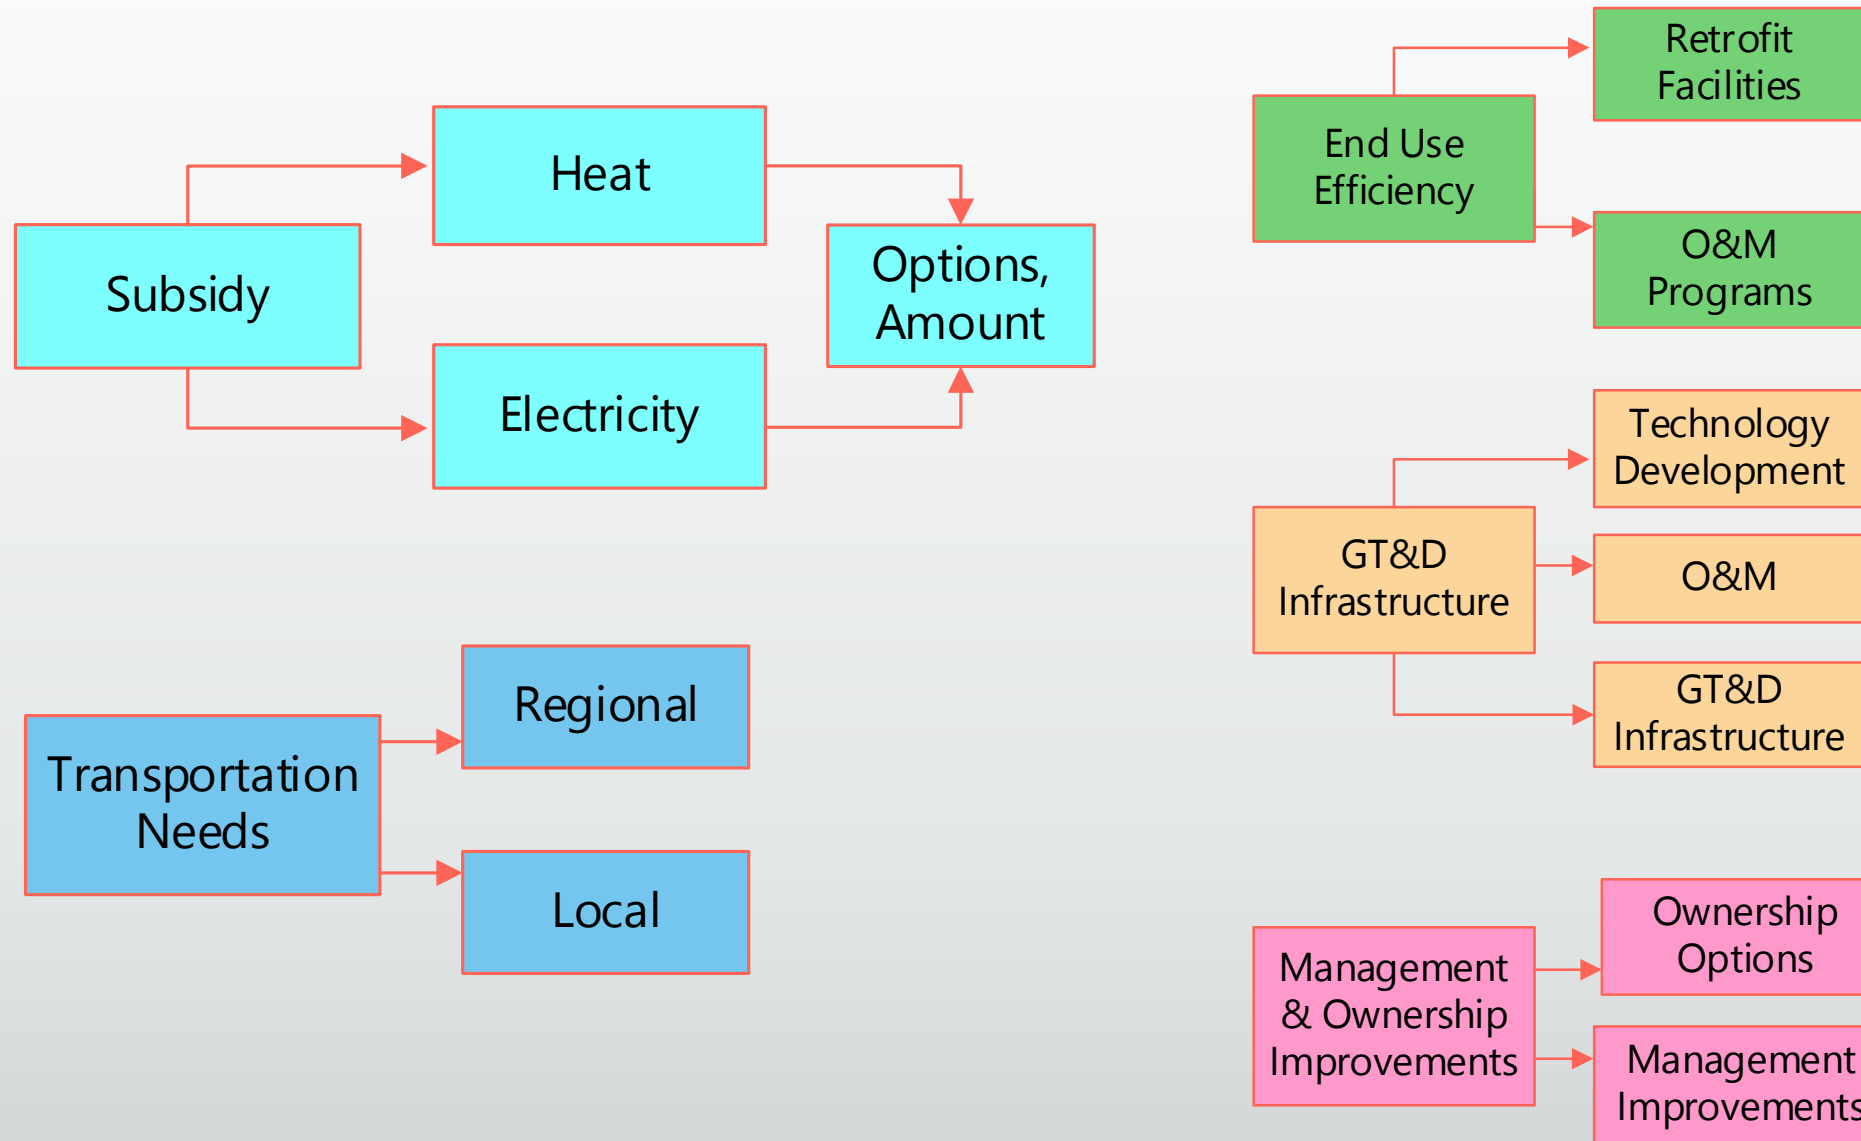 Subsidy
Heat
Electricity
Options,
Amount
Transportation
Needs
Regional
Local
End Use
Efficiency
Retrofit
Facilities
O&M
Programs
GT&D
Infrastructure
Technology
Development
O&M
GT&D
Infrastructure
Management
& Ownership
Improvements
Ownership
Options
Management
Improvements